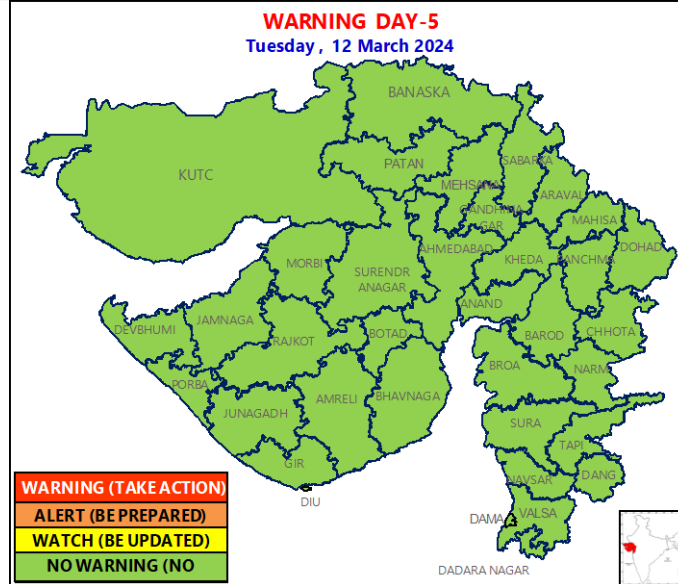 WARNING DAY-5
Tuesday, 12 March 2024
BANASKA
KUTC
PATAN
SABARKA
MEHSANA
ARAVAL
GANDHINA
GAR
MAHISA
AHMEDABAD
DOHAD
KHEDA
PANCHMA
MORBI
SURENDR
ANAGAR
ANAND
JAMNAGA
DEVBHUMI
RAJKOT
BOTAD
BAROD
CHHOTA
BROA
NARM
PORBA
JUNAGADH
AMRELI
BHAVNAGA
SURA
TAPI
GIR
NAVSAR
DANG
DIU
DAMA
VALSA
DADARA NAGAR
WARNING (TAKE ACTION)
ALERT (BE PREPARED)
WATCH (BE UPDATED)
NO WARNING (NO